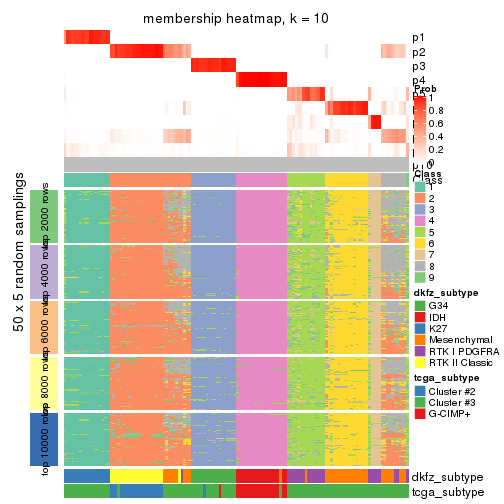 membership heatmap, k = 10
p1
p2
p3
p4
Prob
1
0.8
0.6
0.4
0.2
0
Class
1
2
3
4
5
6
7
8
9
dkfz_subtype
G34
IDH
K27
Mesenchymal
RTK I PDGFRA
RTK II Classic
tcga_subtype
Cluster #2
Cluster #3
G-CIMP+
dkfz_subtype
tcga_subtype
50 x 5 random samplings
top 2000 rows
top 4000 rows
top 6000 rows
top 8000 rows
top 10000 rows